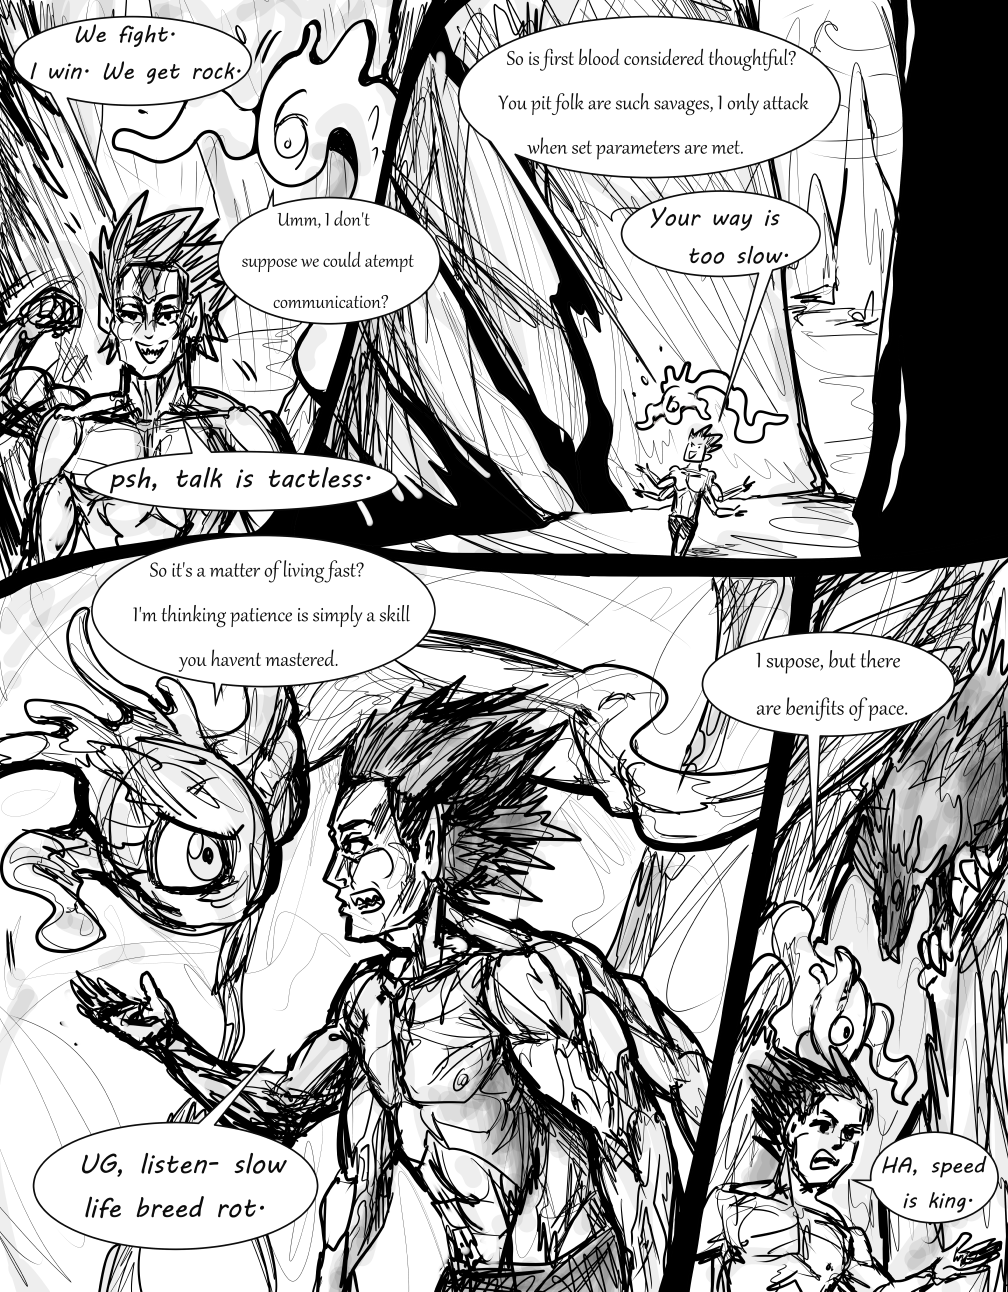 We fight.
I win. We get rock.
Umm, I don't
suppose we could atempt
communication?
psh, talk is tactless.
So is first blood considered thoughtful?
You pit folk are such savages, I only attack
when set parameters are met.
Your way is
too slow.
So it's a matter of living fast?
I'm thinking patience is simply a skill
you havent mastered.
UG, listen- slow
life breed rot.
I supose, but there
are benifits of pace.
HA, speed
is king.